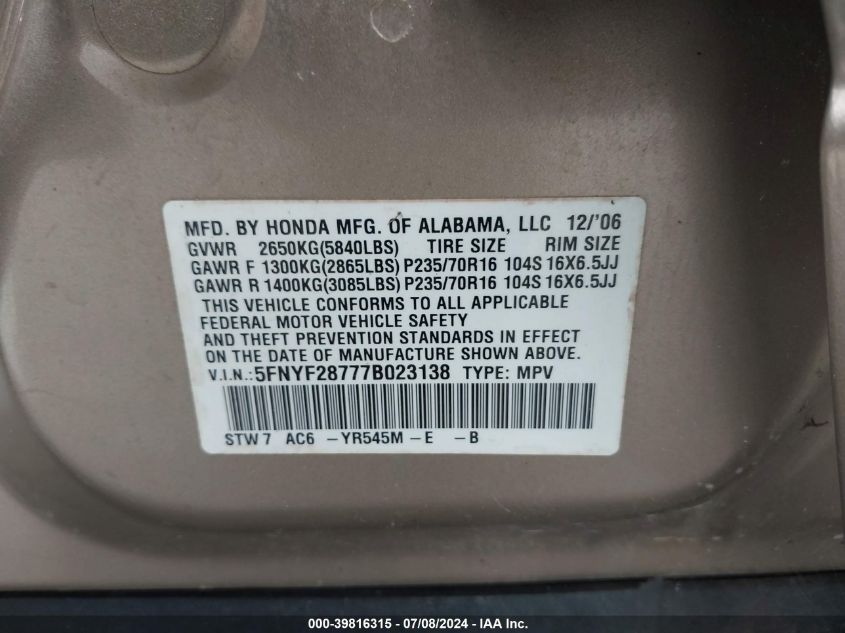 MFD. BY HONDA MFG. OF ALABAMA, LLC 12/'06
GVWR 2650KG(5840LBS) TIRE SIZE RIM SIZE
GAWR F 1300KG(2865LBS) P235/70R16 104S 16X6.5JJ
GAWR R 1400KG(3085LBS) P235/70R16 104S 16X6.5JJ
THIS VEHICLE CONFORMS TO ALL APPLICABLE
FEDERAL MOTOR VEHICLE SAFETY
AND THEFT PREVENTION STANDARDS IN EFFECT
ON THE DATE OF MANUFACTURE SHOWN ABOVE.
V.I.N.:5FNYF28777B023138 TYPE: MPV
STW7 AC6 -YR545M -E -B
000-39816315 - 07/08/2024 - IAA Inc.